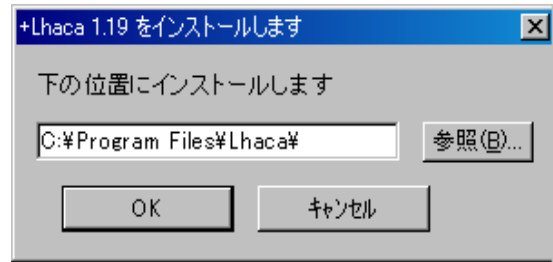 +Lhaca 1.19 をインストールします
下の位置にインストールします
C:¥Program Files¥Lhaca¥
参照(B)...
OK
ｷｬﾝｾﾙ